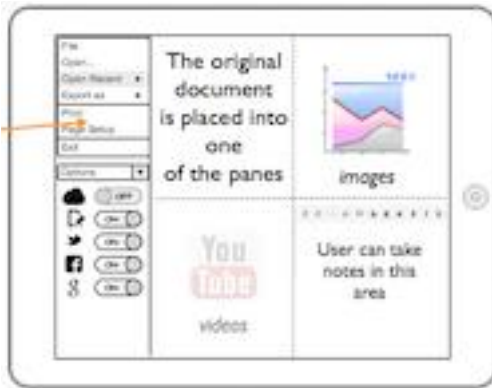 File
Open...
Open Recent
Export as
Print
Page Setup
Exit
Options
OFF
ON
ON
ON
ON
The original
document
is placed into
one
of the panes
images
You
Tube
videos
User can take
notes in this
area